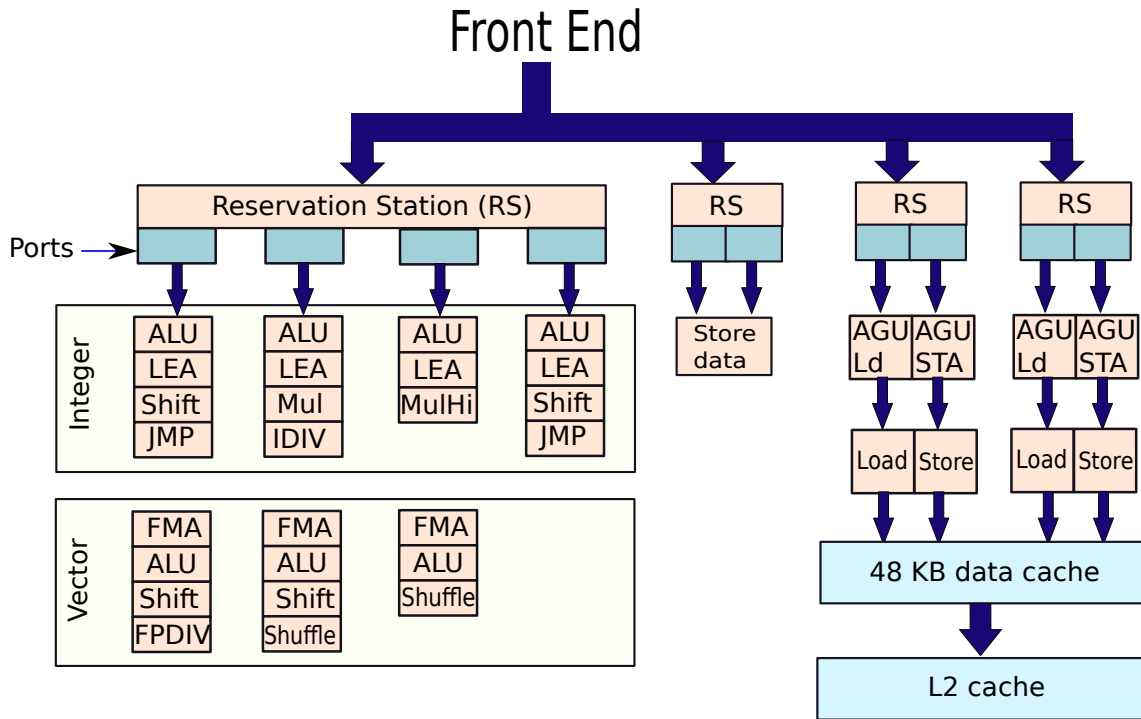 Front End
Reservation Station (RS)
RS
RS
RS
Ports
Integer
ALU
LEA
Shift
JMP
ALU
LEA
Mul
IDIV
ALU
LEA
MulHi
ALU
LEA
Shift
JMP
Store
data
AGU
Ld
AGU
STA
AGU
Ld
AGU
STA
Load
Store
Load
Store
Vector
FMA
ALU
Shift
FPDIV
FMA
ALU
Shift
Shuffle
FMA
ALU
Shuffle
48 KB data cache
L2 cache